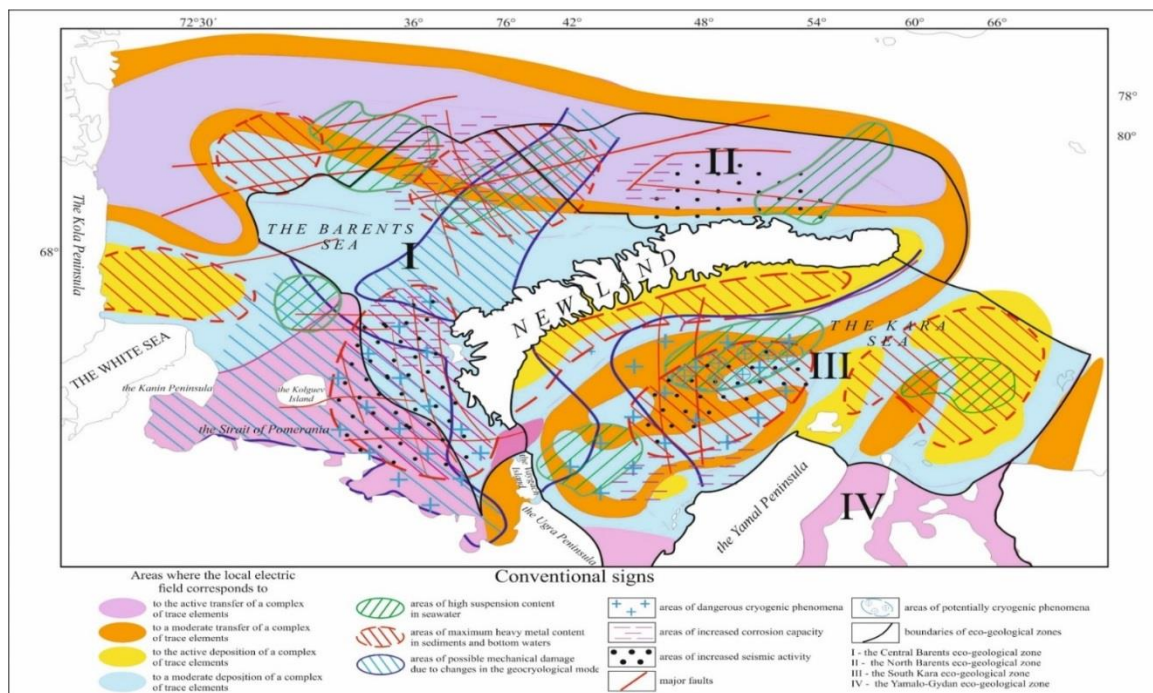 72°30´ 36° 76° 42° 48° 54° 60° 66°
78°
80°
68°
II
THE BARENTS
SEA
I
The Kola Peninsula
NEW LAND
THE KARA
SEA
III
THE WHITE SEA
the Kanin Peninsula
the Kolguev
Island
the Strait of Pomerania
the Vaygach
Island
the Ugra Peninsula
the Yamal Peninsula
IV
Areas where the local electric
field corresponds to
to the active transfer of a complex
of trace elements
to a moderate transfer of a complex
of trace elements
to the active deposition of a complex
of trace elements
to a moderate deposition of a complex
of trace elements
Conventional signs
areas of high suspension content
in seawater
areas of maximum heavy metal content
in sediments and bottom waters
areas of possible mechanical damage
due to changes in the geocryological mode
areas of dangerous cryogenic phenomena
areas of increased corrosion capacity
areas of increased seismic activity
major faults
areas of potentially cryogenic phenomena
boundaries of eco-geological zones
I - the Central Barents eco-geological zone
II - the North Barents eco-geological zone
III - the South Kara eco-geological zone
IV - the Yamalo-Gydan eco-geological zone